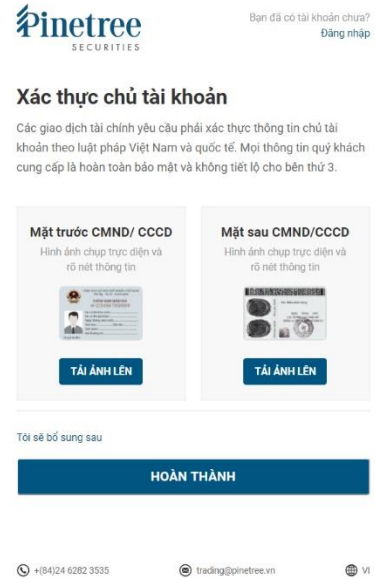 Pinetree
SECURITIES
Bạn đã có tài khoản chưa?
Đăng nhập
Xác thực chủ tài khoản
Các giao dịch tài chính yêu cầu phải xác thực thông tin chủ tài
khoản theo luật pháp Việt Nam và quốc tế. Mọi thông tin quý khách
cung cấp là hoàn toàn bảo mật và không tiết lộ cho bên thứ 3.
Mặt trước CMND/ CCCD
Hình ảnh chụp trực diện và
rõ nét thông tin
TẢI ẢNH LÊN
Mặt sau CMND/CCCD
Hình ảnh chụp trực diện và
rõ nét thông tin
TẢI ẢNH LÊN
Tôi sẽ bổ sung sau
HOÀN THÀNH
+(84)24 6282 3535
trading@pinetree.vn
VI